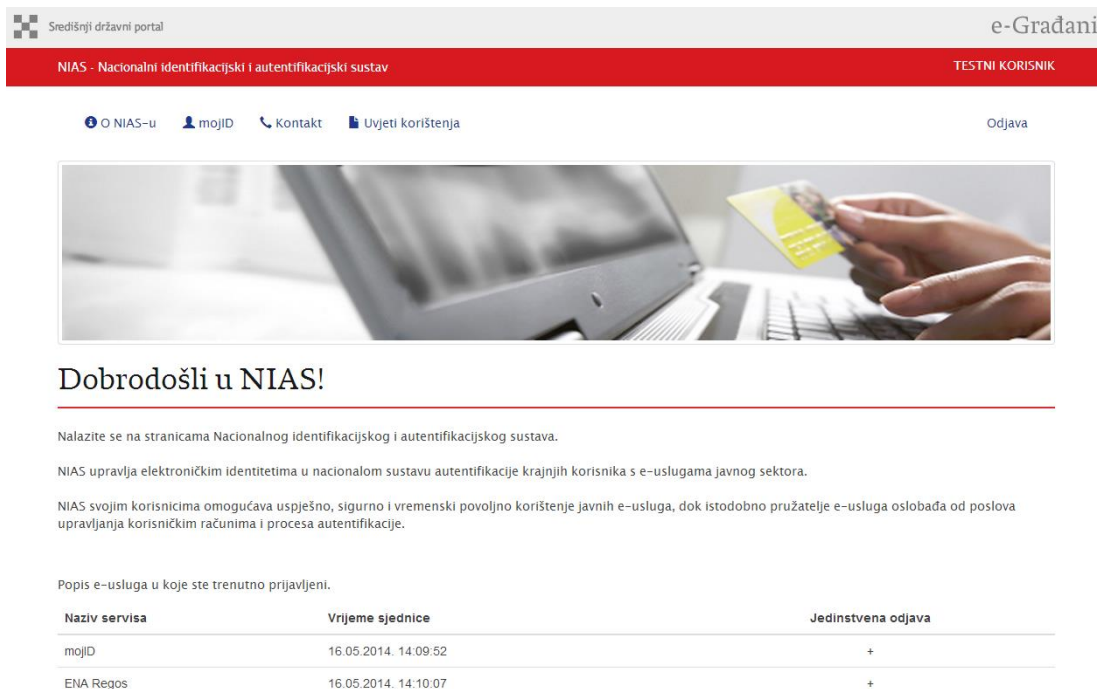 Središnji državni portal
e-Građani
NIAS - Nacionalni identifikacijski i autentifikacijski sustav
TESTNI KORISNIK
O NIAS-u mojID Kontakt Uvjeti korištenja
Odjava
Dobrodošli u NIAS!
Nalazite se na stranicama Nacionalnog identifikacijskog i autentifikacijskog sustava.
NIAS upravlja elektroničkim identitetima u nacionalom sustavu autentifikacije krajnjih korisnika s e-uslugama javnog sektora.
NIAS svojim korisnicima omogućava uspješno, sigurno i vremenski povoljno korištenje javnih e-usluga, dok istodobno pružatelje e-usluga oslobađa od poslova
upravljanja korisničkim računima i procesa autentifikacije.
Popis e-usluga u koje ste trenutno prijavljeni.
Naziv servisa Vrijeme sjednice Jedinstvena odjava
mojID 16.05.2014. 14:09:52 +
ENA Regos 16.05.2014. 14:10:07 +